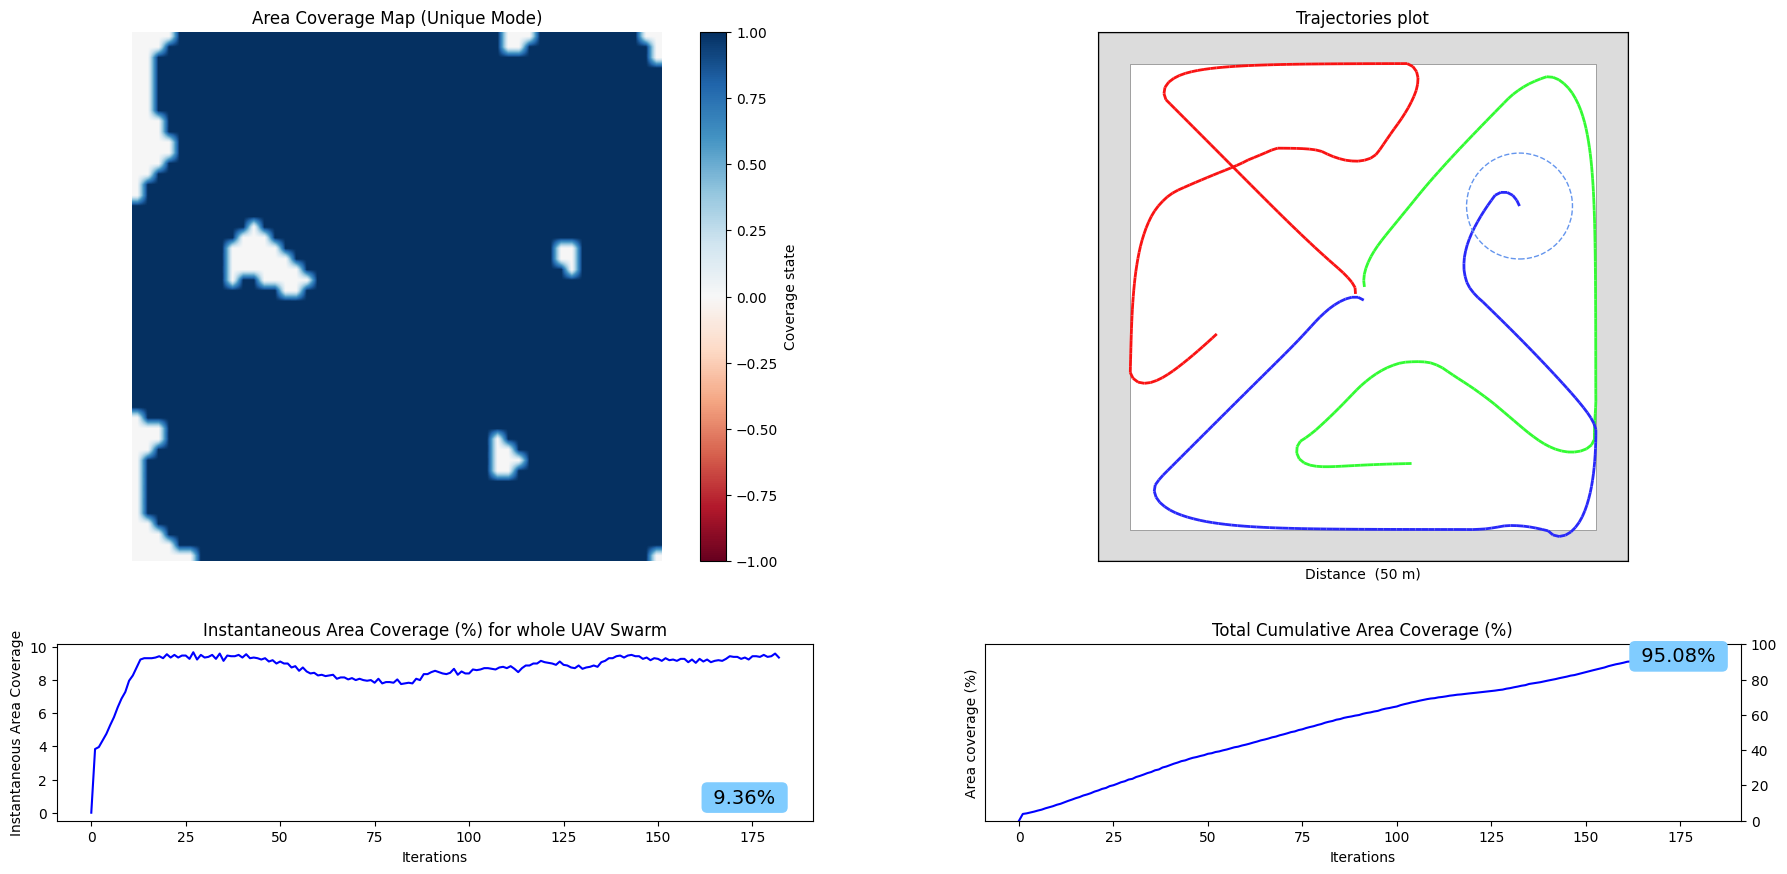 Area Coverage Map (Unique Mode)
1.00
0.75
0.50
0.25
0.00
−0.25
−0.50
−0.75
−1.00
Coverage state
Trajectories plot
Distance  (50 m)
Instantaneous Area Coverage (%) for whole UAV Swarm
Instantaneous Area Coverage
10
8
6
4
2
0
9.36%
0 25 50 75 100 125 150 175
Iterations
Total Cumulative Area Coverage (%)
Area coverage (%)
95.08%
100
80
60
40
20
0
0 25 50 75 100 125 150 175
Iterations